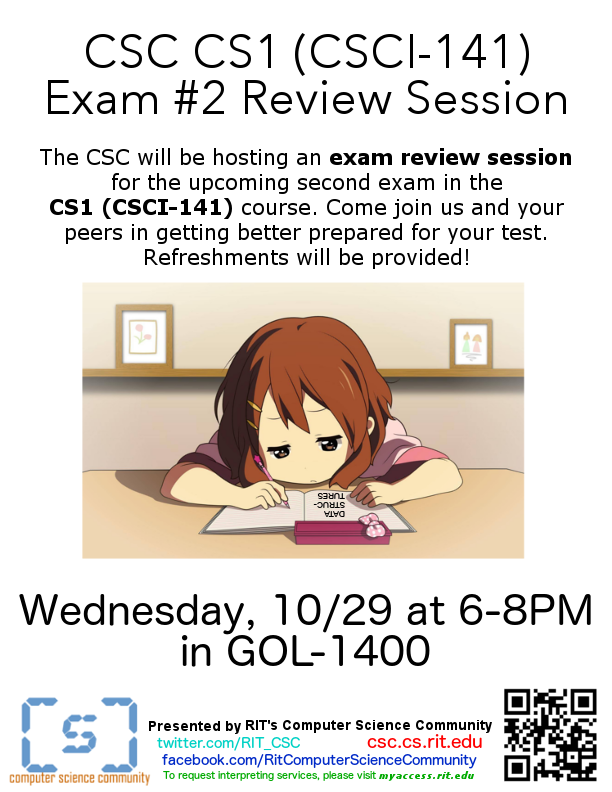 CSC CS1 (CSCI-141)
Exam #2 Review Session
The CSC will be hosting an exam review session
for the upcoming second exam in the
CS1 (CSCI-141) course. Come join us and your
peers in getting better prepared for your test.
Refreshments will be provided!
DATA
STRUC-
TURES
Wednesday, 10/29 at 6-8PM
in GOL-1400
[s]
computer science community
Presented by RIT's Computer Science Community
twitter.com/RIT_CSC csc.cs.rit.edu
facebook.com/RitComputerScienceCommunity
To request interpreting services, please visit myaccess.rit.edu